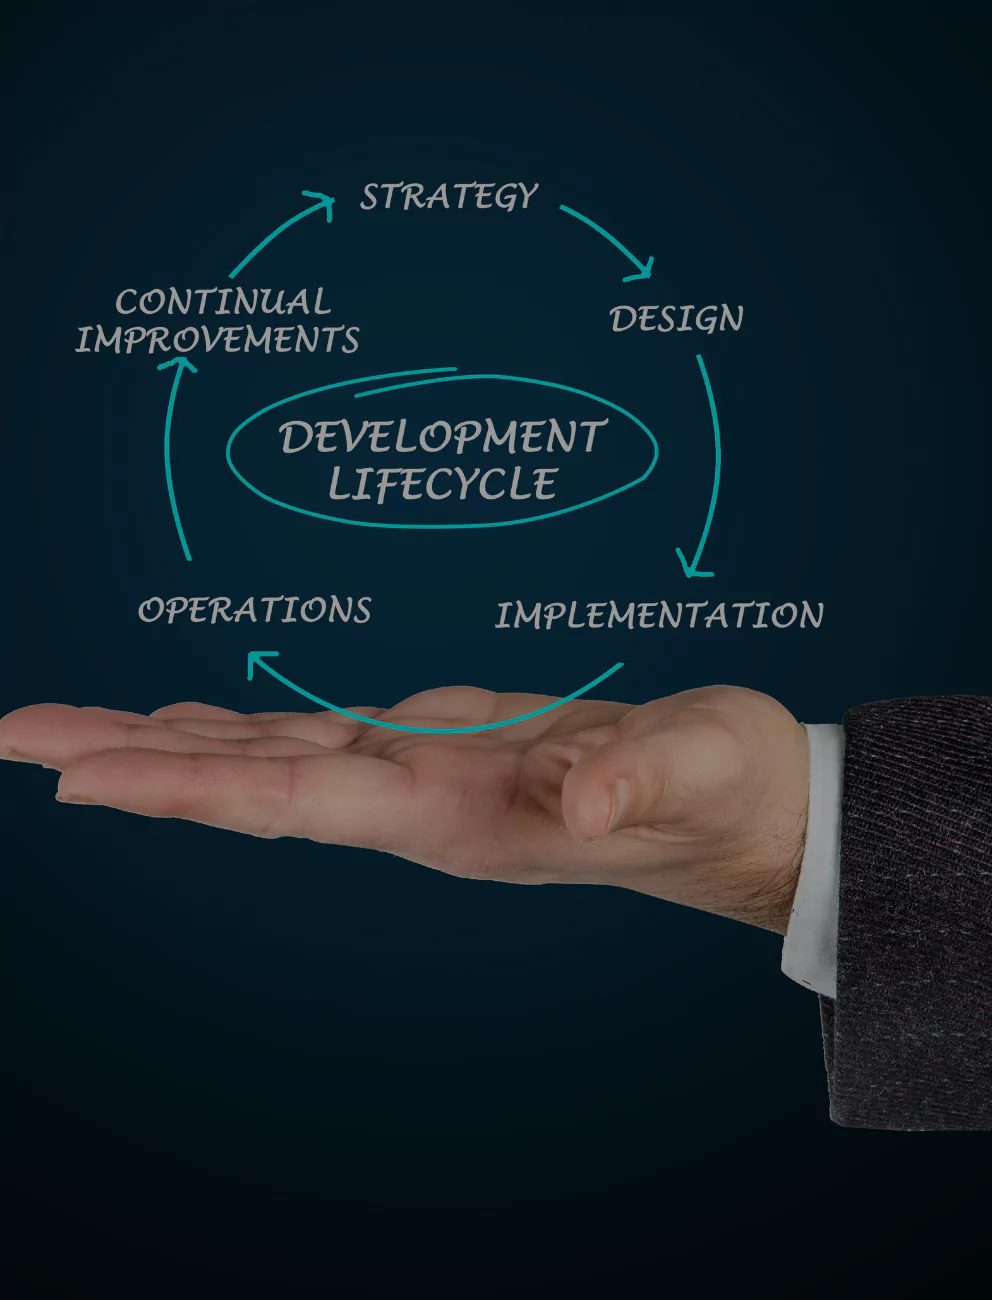 STRATEGY
DESIGN
IMPLEMENTATION
OPERATIONS
CONTINUAL
IMPROVEMENTS
DEVELOPMENT
LIFECYCLE